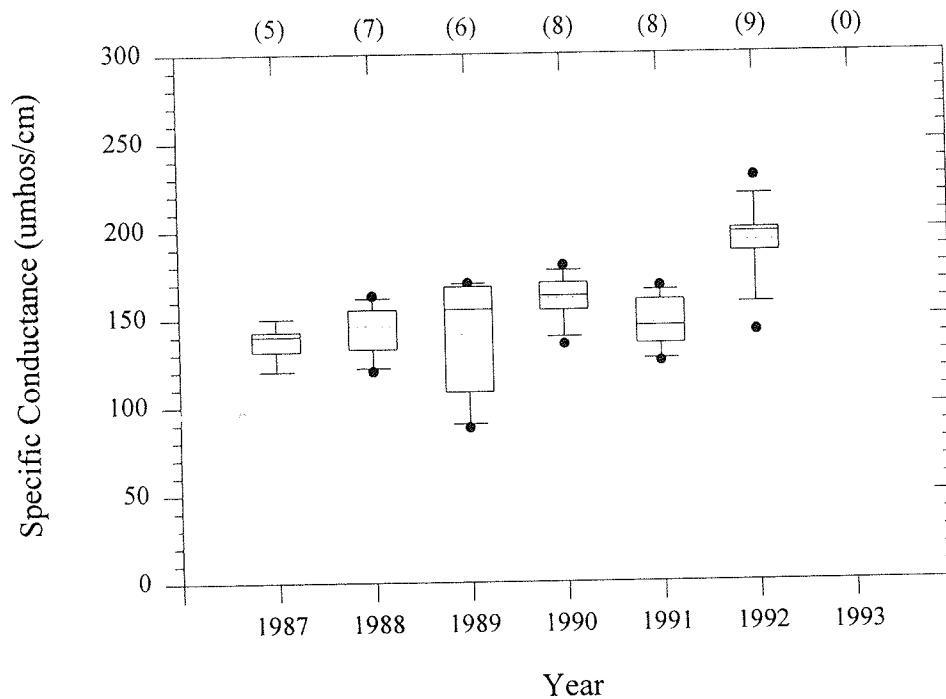 (5) (7) (6) (8) (8) (9) (0)
300
250
200
150
100
50
0
Specific Conductance (umhos/cm)
1987 1988 1989 1990 1991 1992 1993
Year